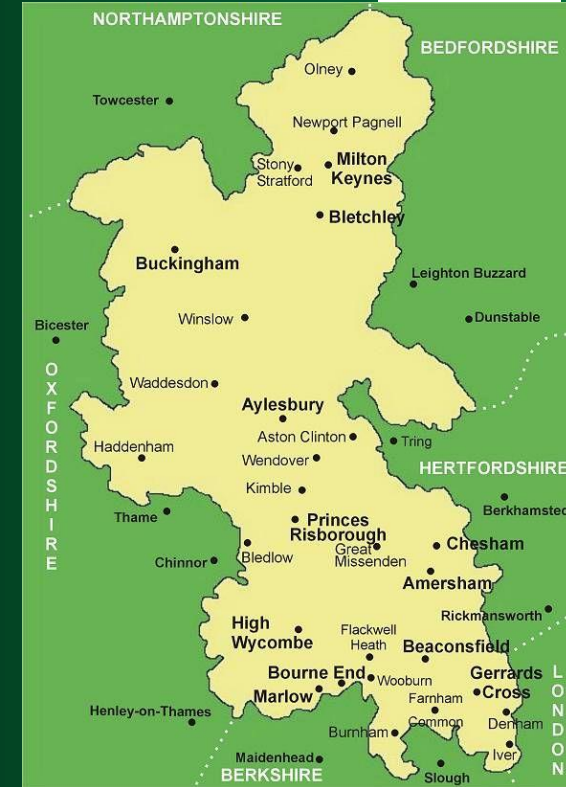 NORTHAMPTONSHIRE
BEDFORDSHIRE
Olney
Towcester
Newport Pagnell
Stony
Stratford
Milton
Keynes
Bletchley
Buckingham
Leighton Buzzard
Winslow
Dunstable
Bicester
OXFORDSHIRE
Waddesdon
Aylesbury
Aston Clinton
Tring
Haddenham
Wendover
HERTFORDSHIRE
Kimble
Berkhamsted
Thame
Princes
Risborough
Great
Missenden
Chesham
Chinnor
Bledlow
Amersham
Rickmansworth
High
Wycombe
Flackwell
Heath
Beaconsfield
Bourne End
Wooburn
Gerrards
Cross
LONDON
Marlow
Farnham
Common
Henley-on-Thames
Denham
Burnham
Iver
Maidenhead
BERKSHIRE
Slough